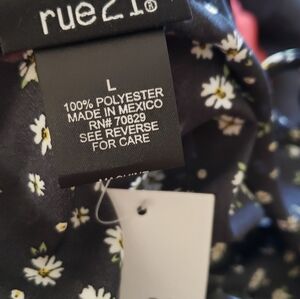 rue21®
L
100% POLYESTER
MADE IN MEXICO
RN# 70829
SEE REVERSE
FOR CARE